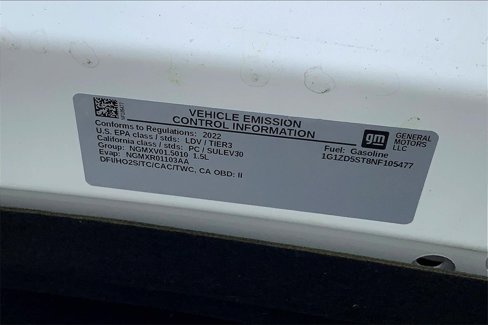 VEHICLE EMISSION
CONTROL INFORMATION
Conforms to Regulations: 2022
U.S. EPA class / stds: LDV / TIER3
California class / stds: PC / SULEV30
Group: NGMXV01.5010 1.5L
Evap: NGMXR01103AA
DFI/HO2S/TC/CAC/TWC, CA OBD: II
gm
GENERAL
MOTORS
LLC
Fuel: Gasoline
1G1ZD5ST8NF105477